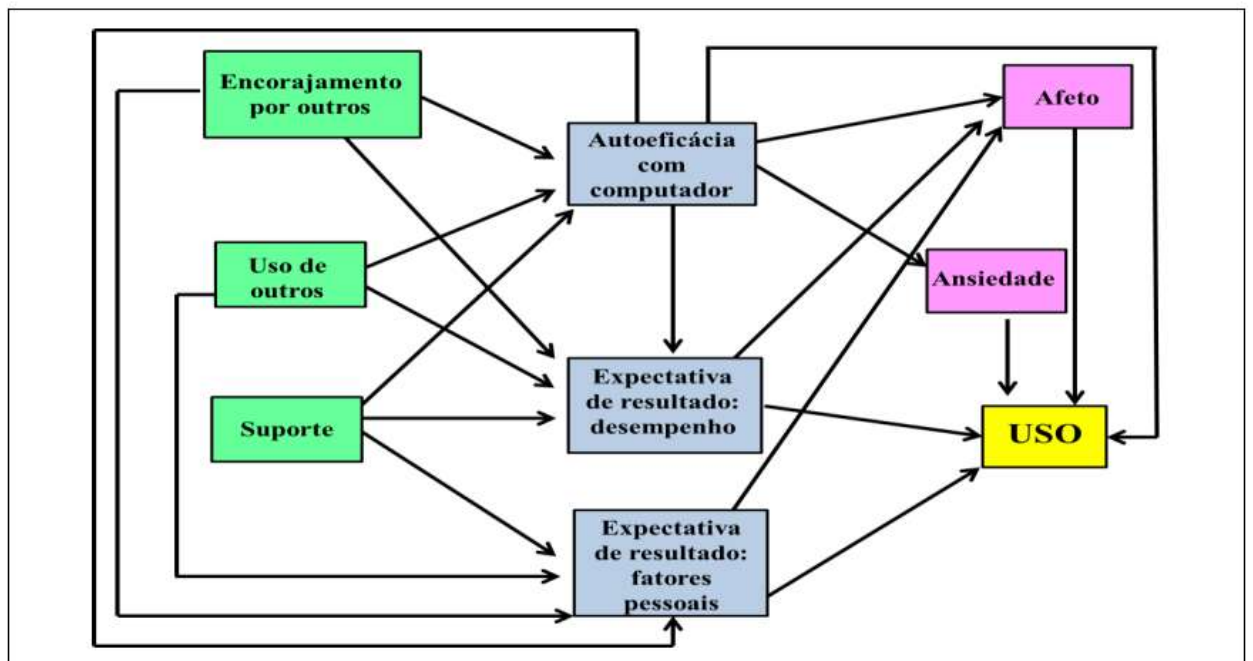 Encorajamento
por outros
Autoeficácia
com
computador
Afeto
Uso de
outros
Ansiedade
Suporte
Expectativa
de resultado:
desempenho
USO
Expectativa
de resultado:
fatores
pessoais